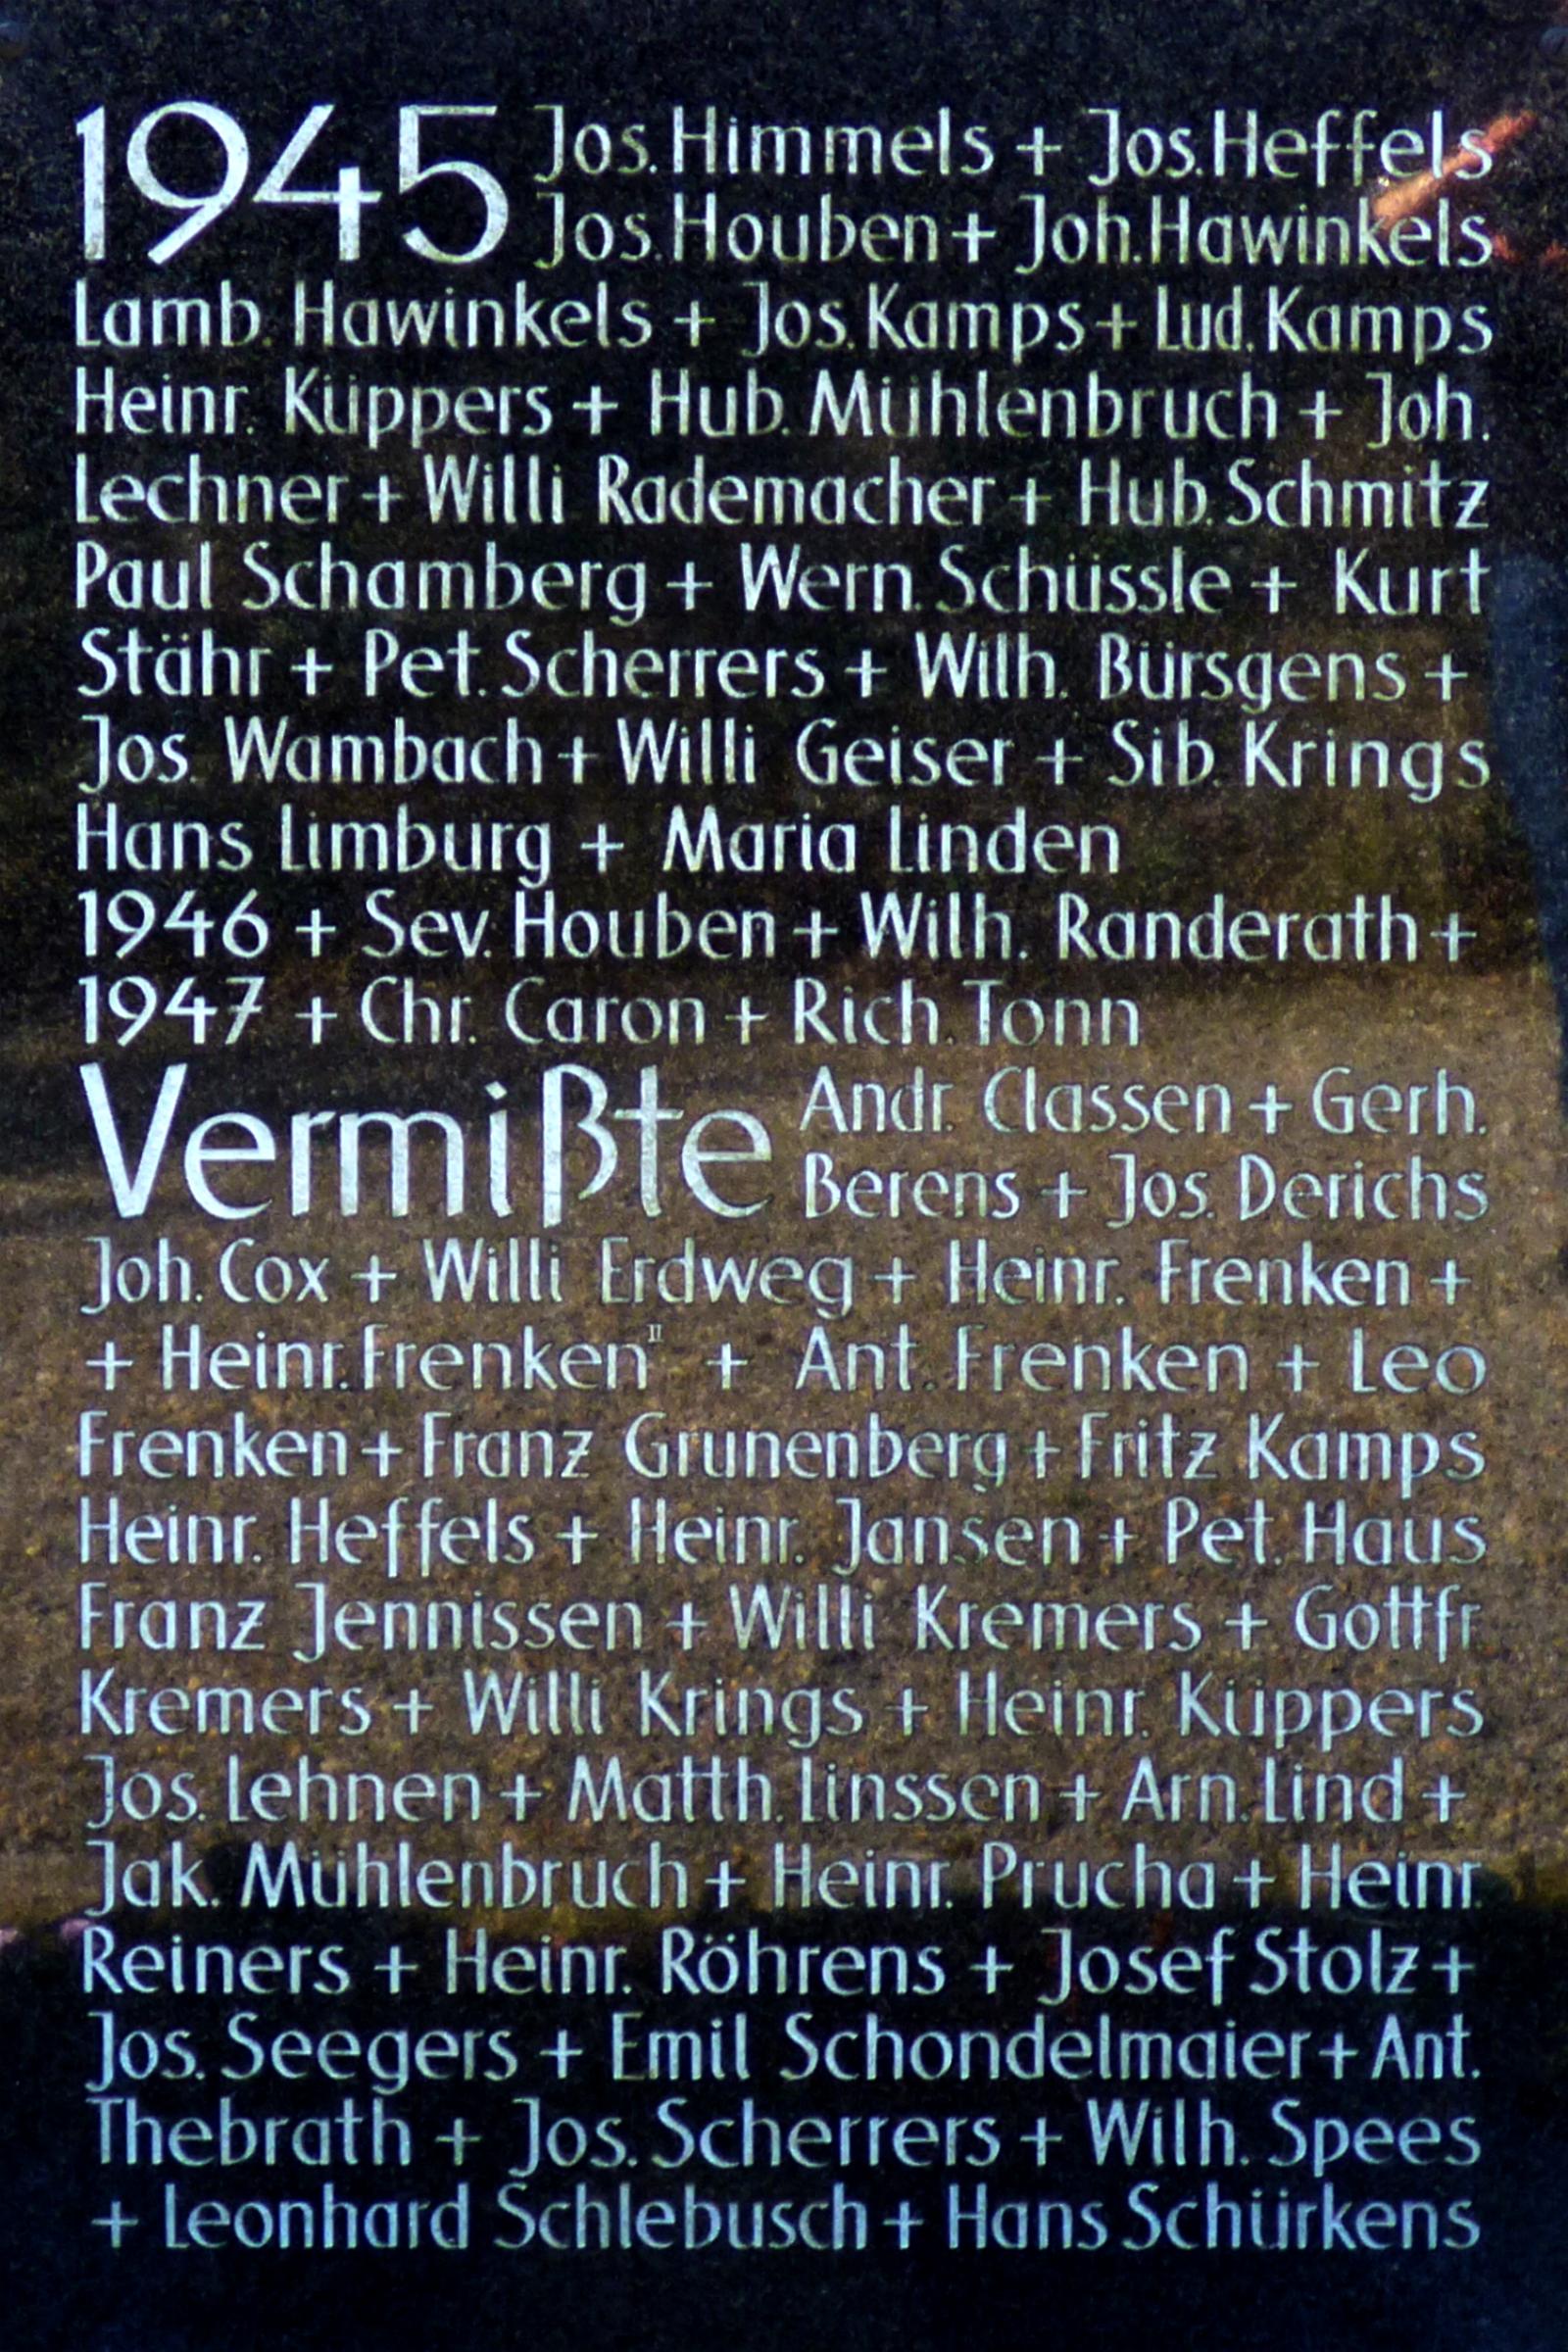 1945 Jos. Himmels + Jos. Heffels
Jos. Houben + Joh. Hawinkels
Lamb. Hawinkels + Jos. Kamps + Lud. Kamps
Heinr. Küppers + Hub. Mühlenbruch + Joh.
Lechner + Willi Rademacher + Hub. Schmitz
Paul Schamberg + Wern. Schüssle + Kurt
Stähr + Pet. Scherrers + Wilh. Bürsgens +
Jos. Wambach + Willi Geiser + Sib. Krings
Hans Limburg + Maria Linden
1946 + Sev. Houben + Wilh. Randerath +
1947 + Chr. Caron + Rich. Tonn
Vermißte Andr. Classen + Gerh.
Berens + Jos. Derichs
Joh. Cox + Willi Erdweg + Heinr. Frenken +
+ Heinr. Frenken II + Ant. Frenken + Leo
Frenken + Franz Grunenberg + Fritz Kamps
Heinr. Heffels + Heinr. Jansen + Pet. Haus
Franz Jennissen + Willi Kremers + Gottfr.
Kremers + Willi Krings + Heinr. Küppers
Jos. Lehnen + Matth. Linssen + Arn. Lind +
Jak. Mühlenbruch + Heinr. Prucha + Heinr.
Reiners + Heinr. Röhrens + Josef Stolz +
Jos. Seegers + Emil Schondelmaier + Ant.
Thebrath + Jos. Scherrers + Wilh. Spees
+ Leonhard Schlebusch + Hans Schürkens